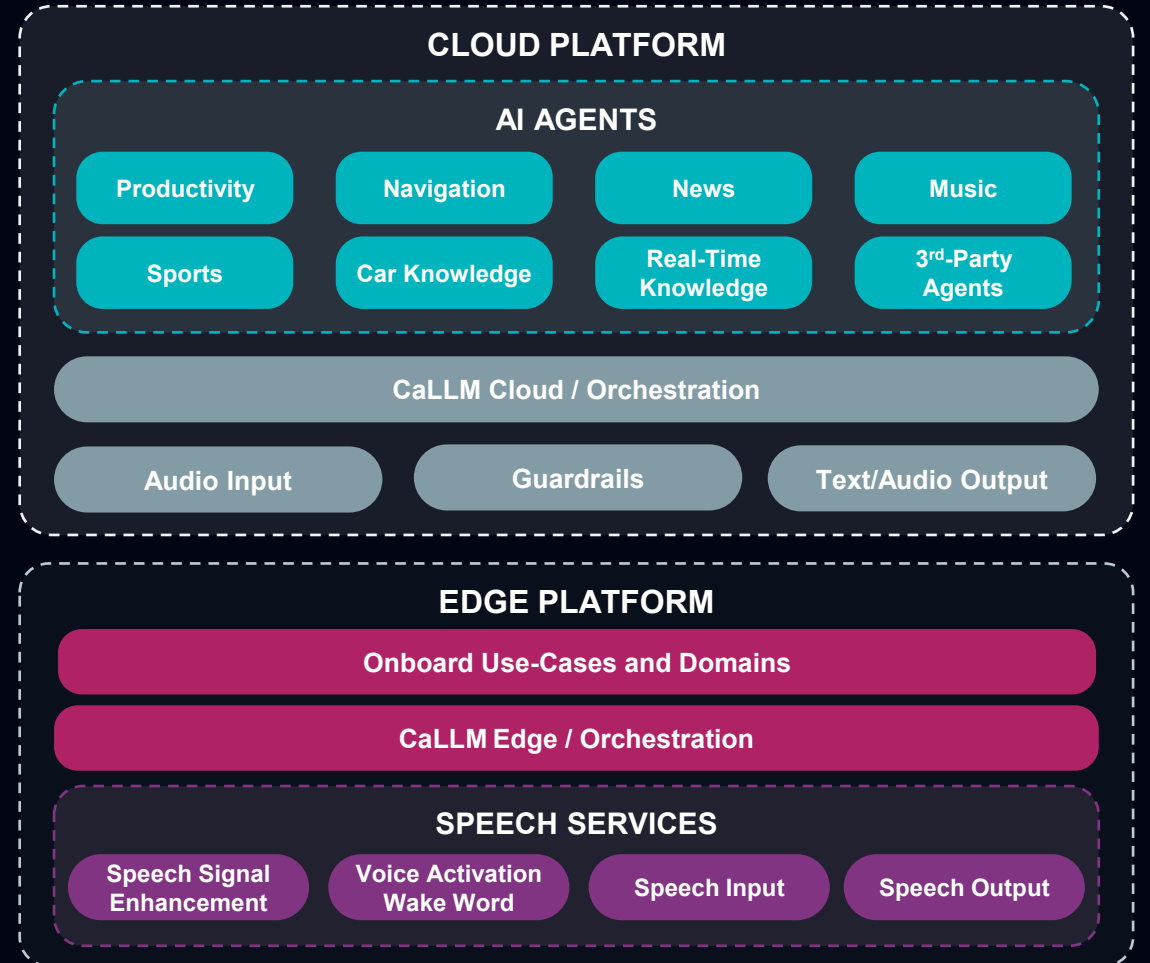 CLOUD PLATFORM
AI AGENTS
Productivity
Navigation
News
Music
Sports
Car Knowledge
Real-Time
Knowledge
3rd-Party
Agents
CaLLM Cloud / Orchestration
Audio Input
Guardrails
Text/Audio Output
EDGE PLATFORM
Onboard Use-Cases and Domains
CaLLM Edge / Orchestration
SPEECH SERVICES
Speech Signal
Enhancement
Voice Activation
Wake Word
Speech Input
Speech Output